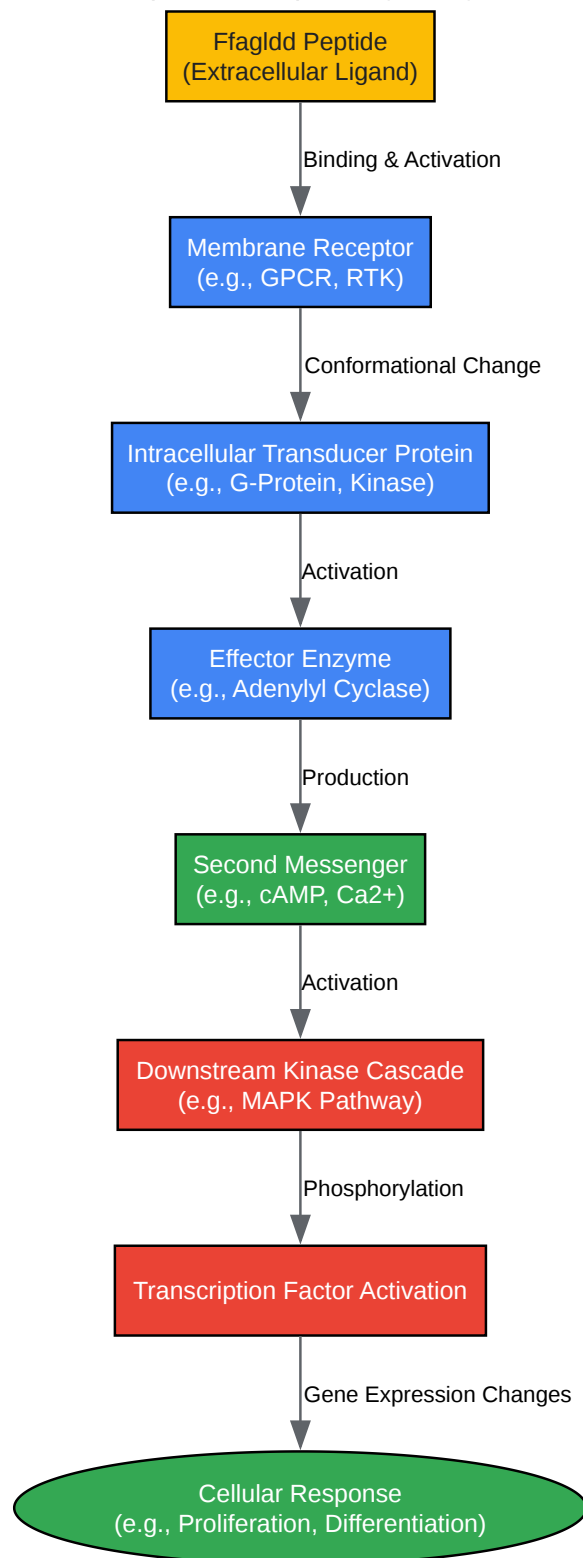 Ffagldd Peptide
(Extracellular Ligand)
Binding & Activation
Membrane Receptor
(e.g., GPCR, RTK)
Conformational Change
Intracellular Transducer Protein
(e.g., G-Protein, Kinase)
Activation
Effector Enzyme
(e.g., Adenylyl Cyclase)
Production
Second Messenger
(e.g., cAMP, Ca2+)
Activation
Downstream Kinase Cascade
(e.g., MAPK Pathway)
Phosphorylation
Transcription Factor Activation
Gene Expression Changes
Cellular Response
(e.g., Proliferation, Differentiation)